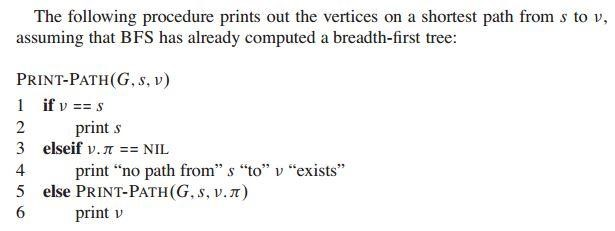 The following procedure prints out the vertices on a shortest path from s to v,
assuming that BFS has already computed a breadth-first tree:
PRINT-PATH(G, s, v)
1 if v == s
2 print s
3 elseif v.π == NIL
4 print “no path from” s “to” v “exists”
5 else PRINT-PATH(G, s, v.π)
6 print v